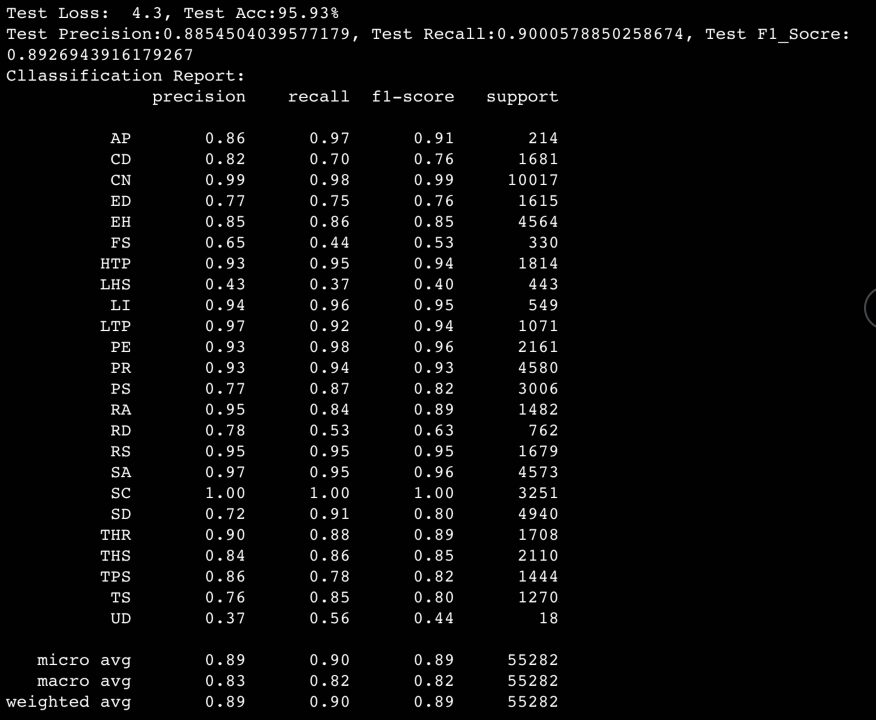 Test Loss:  4.3, Test Acc:95.93%
Test Precision:0.8854504039577179, Test Recall:0.9000578850258674, Test F1_Socre:
0.8926943916179267
Cllassification Report:
precision recall f1-score support
AP 0.86 0.97 0.91 214
CD 0.82 0.70 0.76 1681
CN 0.99 0.98 0.99 10017
ED 0.77 0.75 0.76 1615
EH 0.85 0.86 0.85 4564
FS 0.65 0.44 0.53 330
HTP 0.93 0.95 0.94 1814
LHS 0.43 0.37 0.40 443
LI 0.94 0.96 0.95 549
LTP 0.97 0.92 0.94 1071
PE 0.93 0.98 0.96 2161
PR 0.93 0.94 0.93 4580
PS 0.77 0.87 0.82 3006
RA 0.95 0.84 0.89 1482
RD 0.78 0.53 0.63 762
RS 0.95 0.95 0.95 1679
SA 0.97 0.95 0.96 4573
SC 1.00 1.00 1.00 3251
SD 0.72 0.91 0.80 4940
THR 0.90 0.88 0.89 1708
THS 0.84 0.86 0.85 2110
TPS 0.86 0.78 0.82 1444
TS 0.76 0.85 0.80 1270
UD 0.37 0.56 0.44 18
micro avg 0.89 0.90 0.89 55282
macro avg 0.83 0.82 0.82 55282
weighted avg 0.89 0.90 0.89 55282